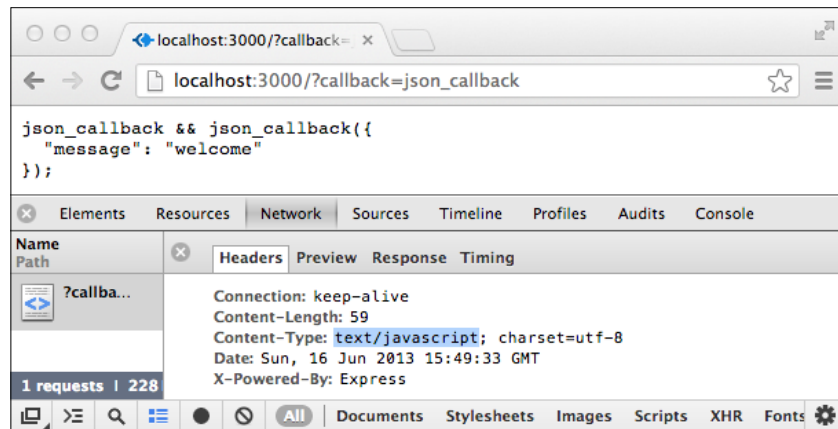 localhost:3000/?callback=
localhost:3000/?callback=json_callback
json_callback && json_callback({
  "message": "welcome"
});
Elements Resources Network Sources Timeline Profiles Audits Console
Name
Path
Headers Preview Response Timing
?callba...
Connection: keep-alive
Content-Length: 59
Content-Type: text/javascript; charset=utf-8
Date: Sun, 16 Jun 2013 15:49:33 GMT
X-Powered-By: Express
1 requests | 228
All Documents Stylesheets Images Scripts XHR Fonts